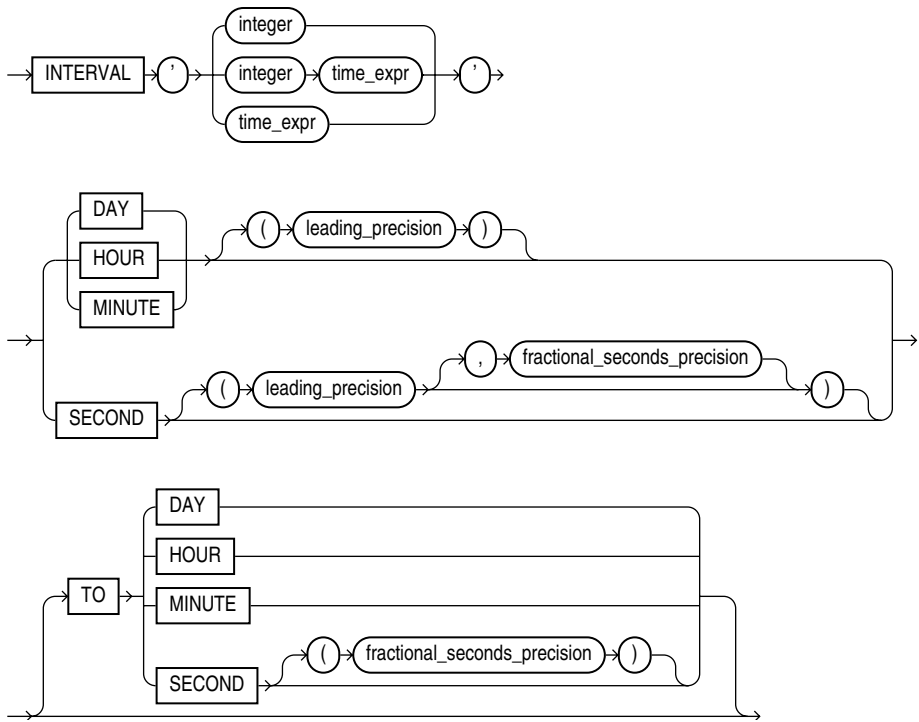 integer
INTERVAL ' integer time_expr '
time_expr
DAY
( leading_precision )
HOUR
MINUTE
, fractional_seconds_precision
( leading_precision )
SECOND
DAY
HOUR
TO
MINUTE
( fractional_seconds_precision )
SECOND